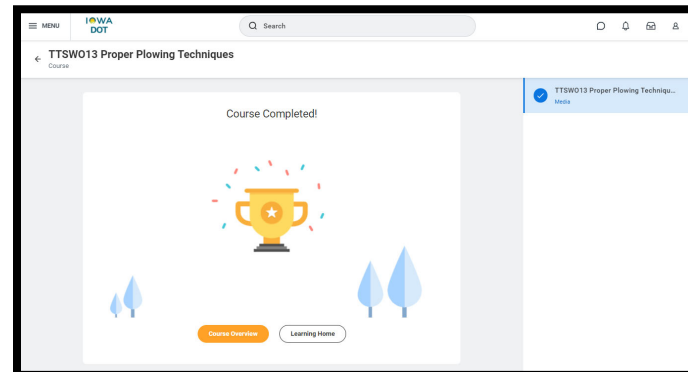 MENU
IOWA
DOT
Search
TTSWO13 Proper Plowing Techniques
Course
Course Completed!
Course Overview
Learning Home
TTSWO13 Proper Plowing Techniqu...
Media